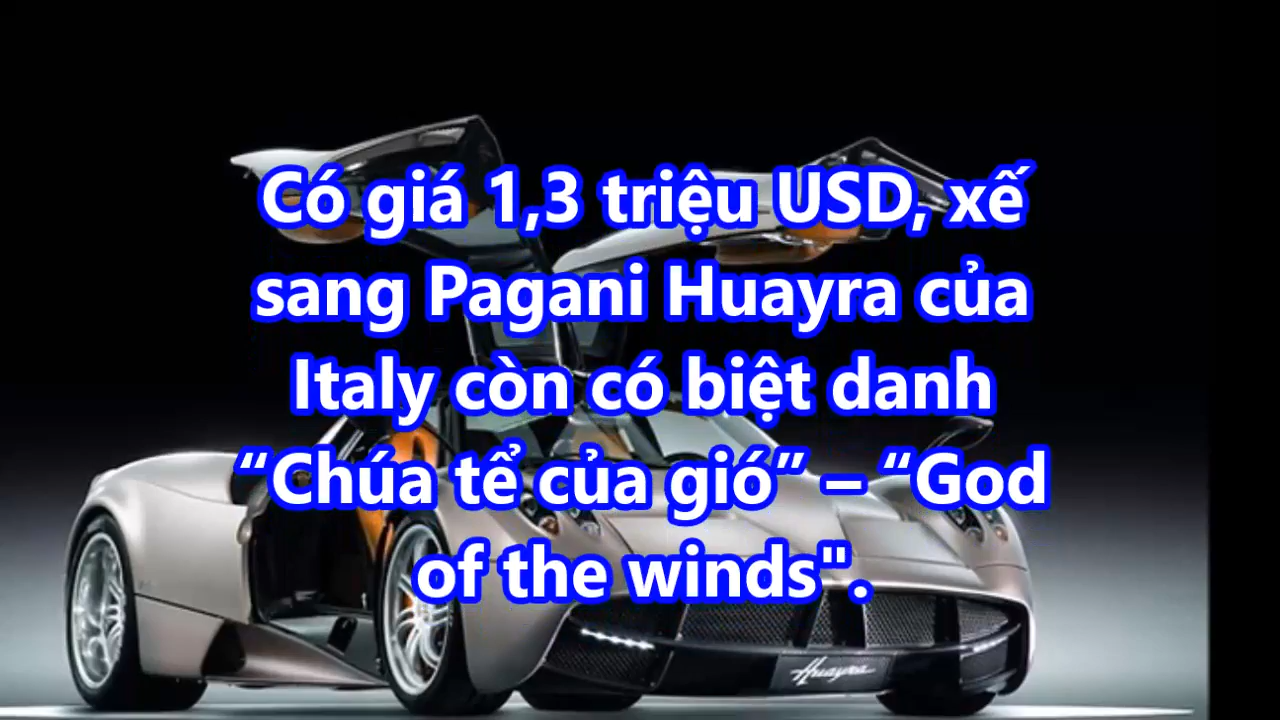 Có giá 1,3 triệu USD, xế
sang Pagani Huayra của
Italy còn có biệt danh
“Chúa tể của gió” – “God
of the winds".
Huayra